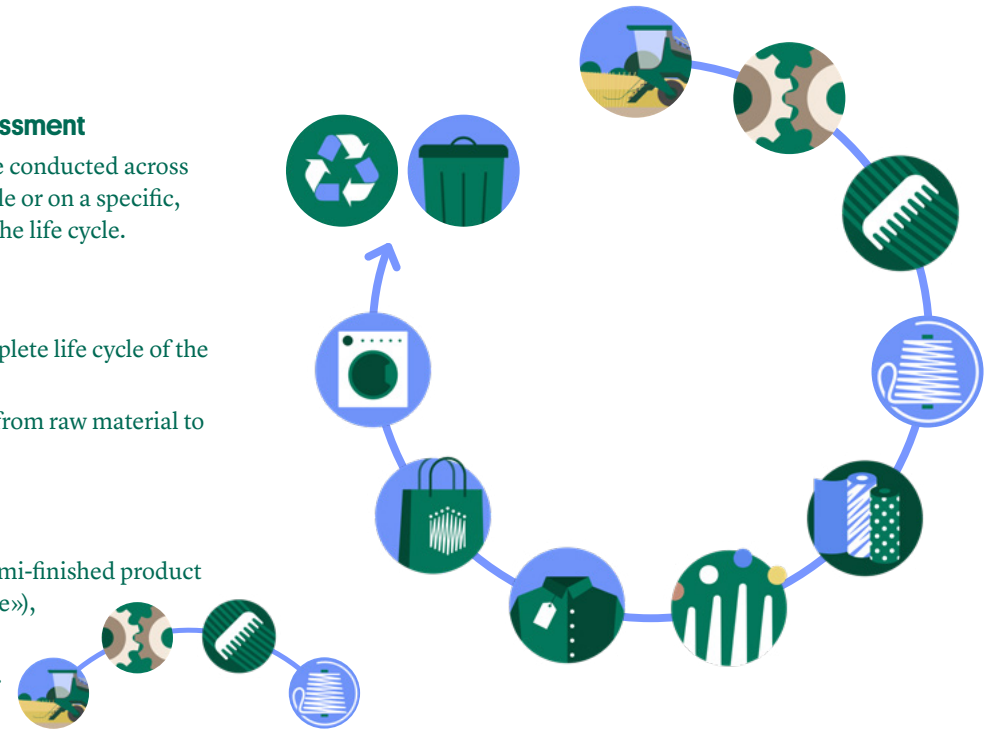 ssment
e conducted across
le or on a specific,
he life cycle.
plete life cycle of the
from raw material to
mi-finished product
e»),
.